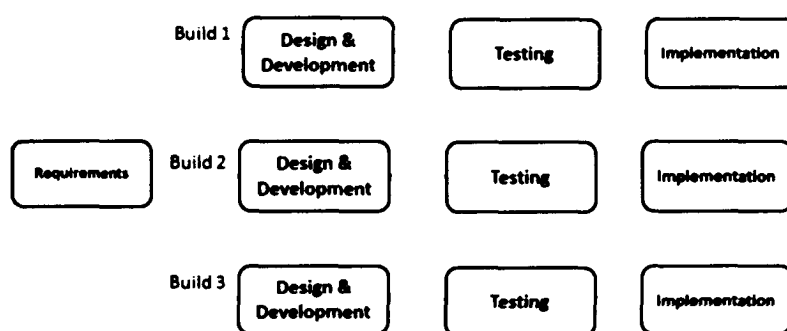 Build 1
Design &
Development
Testing
Implementation
Requirements
Build 2
Design &
Development
Testing
Implementation
Build 3
Design &
Development
Testing
Implementation